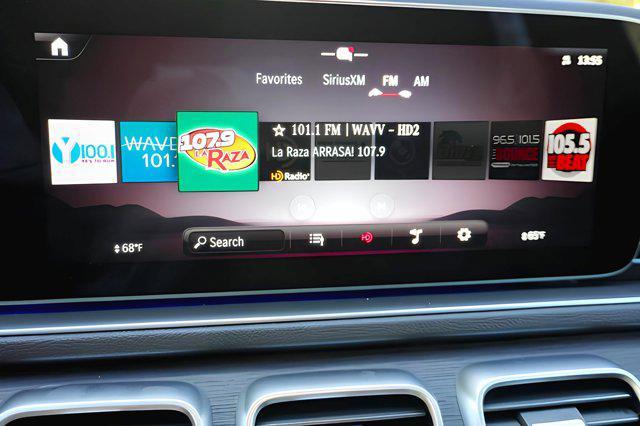 13:55
Favorites SiriusXM FM AM
Y100.1
WAVE
101.1
107.9
LA RAZA
101.1 FM | WAVV - HD2
La Raza ARRASA! 107.9
HD Radio
96.5 101.5
BOUNCE
105.5
THE BEAT
68°F
Search
HD
65°F